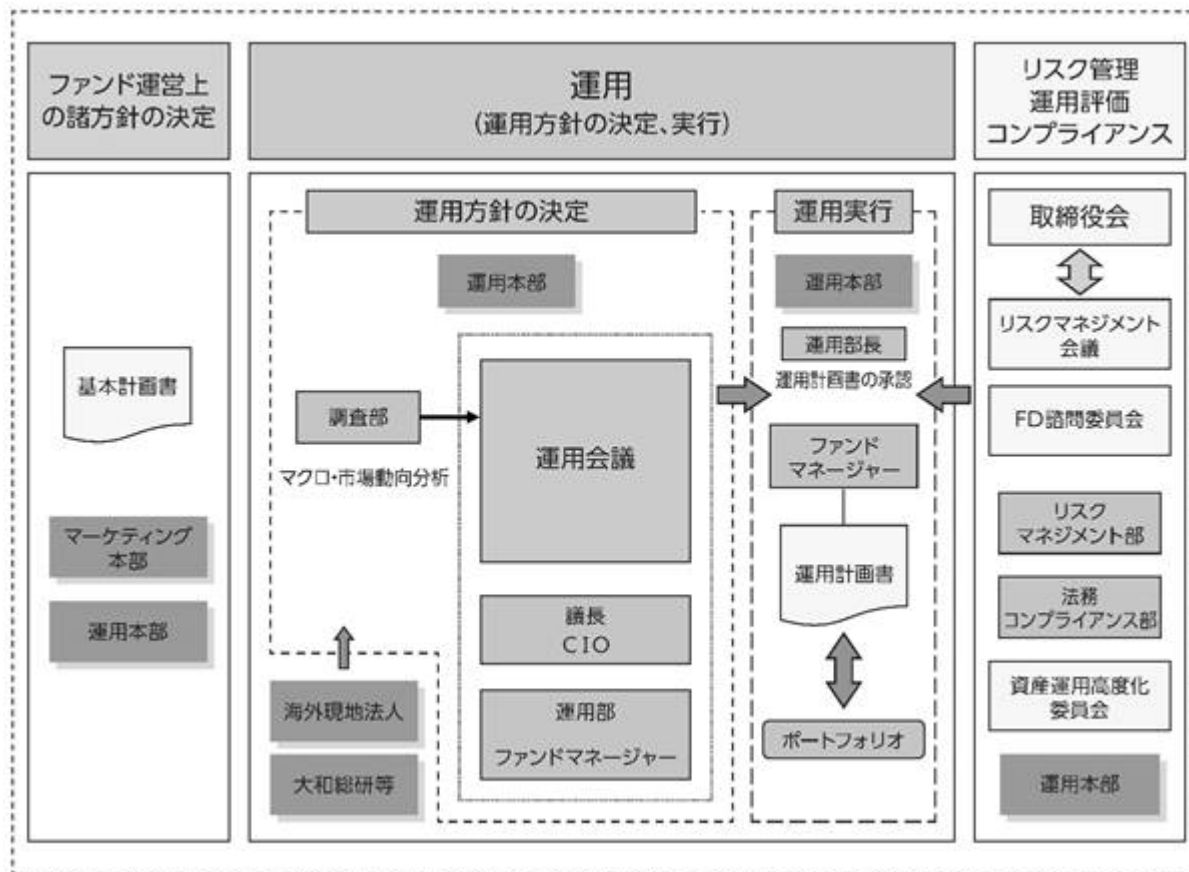 ファンド運営上
の諸方針の決定
運用
(運用方針の決定、実行)
リスク管理
運用評価
コンプライアンス
基本計画書
マーケティング
本部
運用本部
運用方針の決定
運用本部
調査部
マクロ・市場動向分析
運用会議
議長
CIO
運用部
ファンドマネージャー
海外現地法人
大和総研等
運用実行
運用本部
運用部長
運用計画書の承認
ファンド
マネージャー
運用計画書
ポートフォリオ
取締役会
リスクマネジメント
会議
FD諮問委員会
リスク
マネジメント部
法務
コンプライアンス部
資産運用高度化
委員会
運用本部